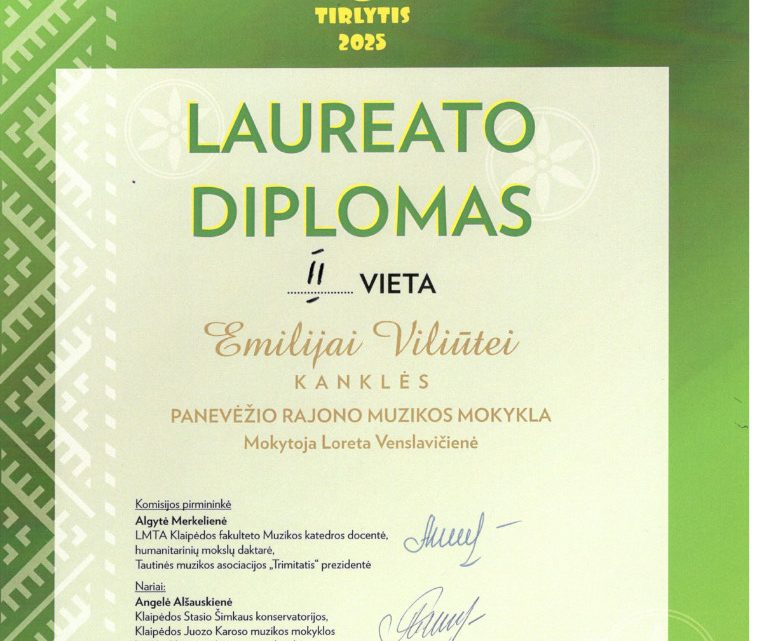 TIRLYTIS
2025
LAUREATO
DIPLOMAS
II VIETA
Emilijai Viliūtei
KANKLĖS
PANEVĖŽIO RAJONO MUZIKOS MOKYKLA
Mokytoja Loreta Venslavičienė
Komisijos pirmininkė
Algytė Merkelienė
LMTA Klaipėdos fakulteto Muzikos katedros docentė,
humanitarinių mokslų daktarė,
Tautinės muzikos asociacijos „Trimitatis" prezidentė
Nariai:
Angelė Alšauskienė
Klaipėdos Stasio Šimkaus konservatorijos,
Klaipėdos Juozo Karoso muzikos mokyklos